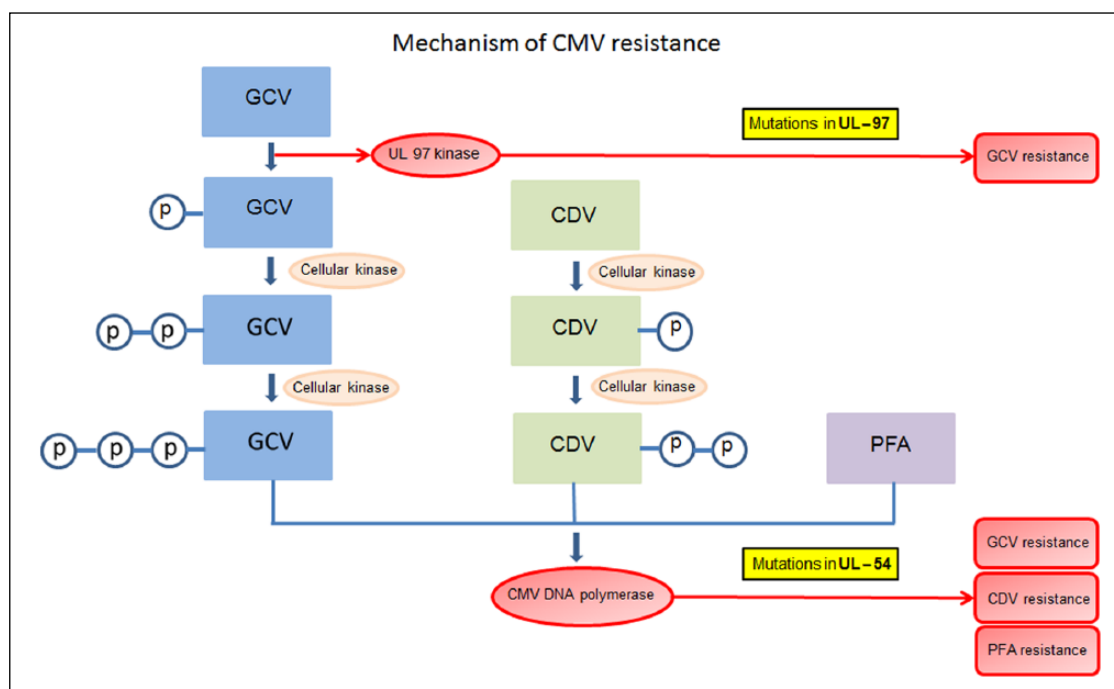 Mechanism of CMV resistance
GCV
Mutations in UL-97
UL 97 kinase
GCV resistance
p
GCV
CDV
Cellular kinase
Cellular kinase
p
p
GCV
CDV
p
Cellular kinase
Cellular kinase
p
p
p
GCV
CDV
p
p
PFA
GCV resistance
Mutations in UL-54
CMV DNA polymerase
CDV resistance
PFA resistance